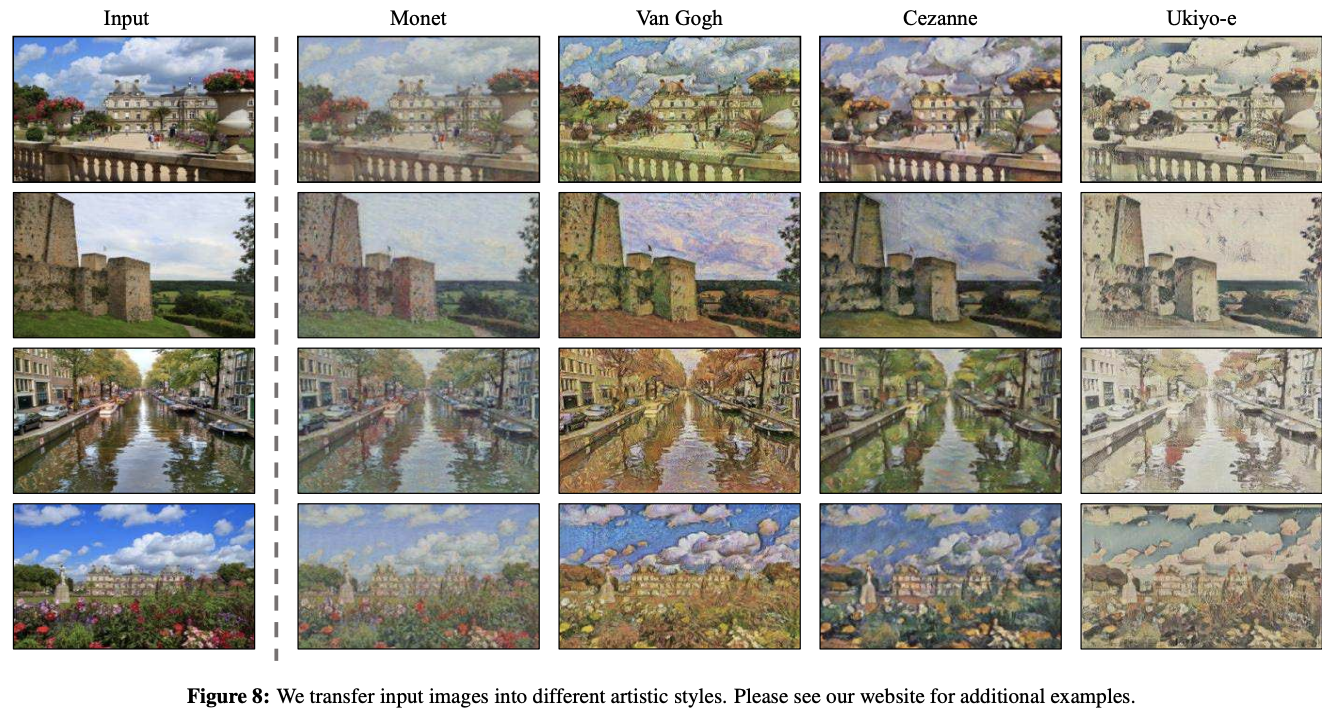 Input Monet Van Gogh Cezanne Ukiyo-e
Figure 8: We transfer input images into different artistic styles. Please see our website for additional examples.